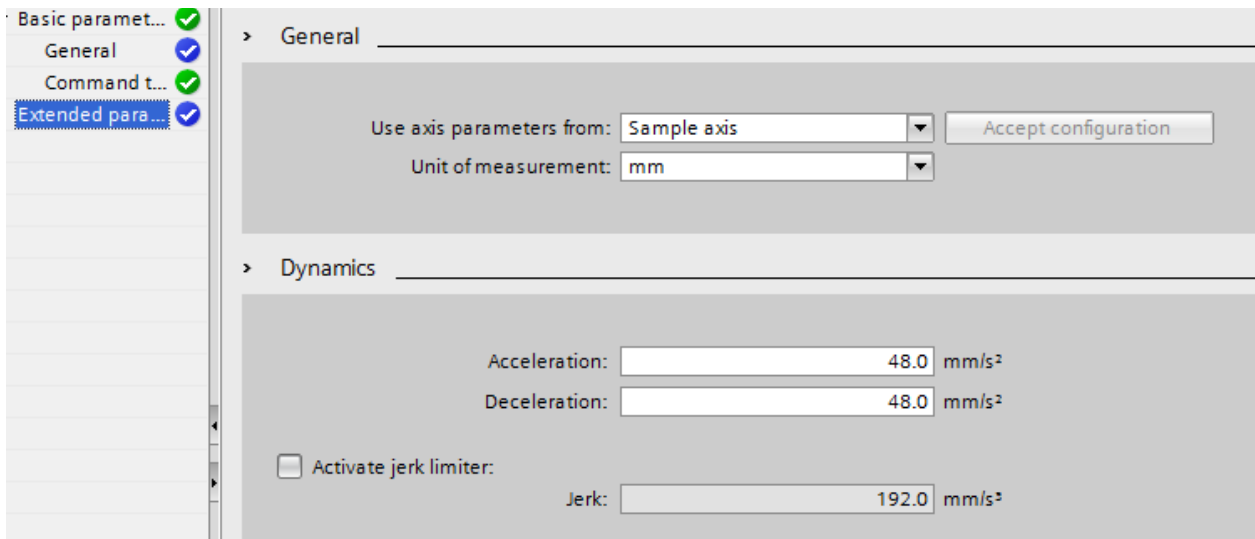 Basic paramet...
General
Command t...
Extended para...
General
Use axis parameters from: Sample axis Accept configuration
Unit of measurement: mm
Dynamics
Acceleration: 48.0 mm/s²
Deceleration: 48.0 mm/s²
Activate jerk limiter:
Jerk: 192.0 mm/s³